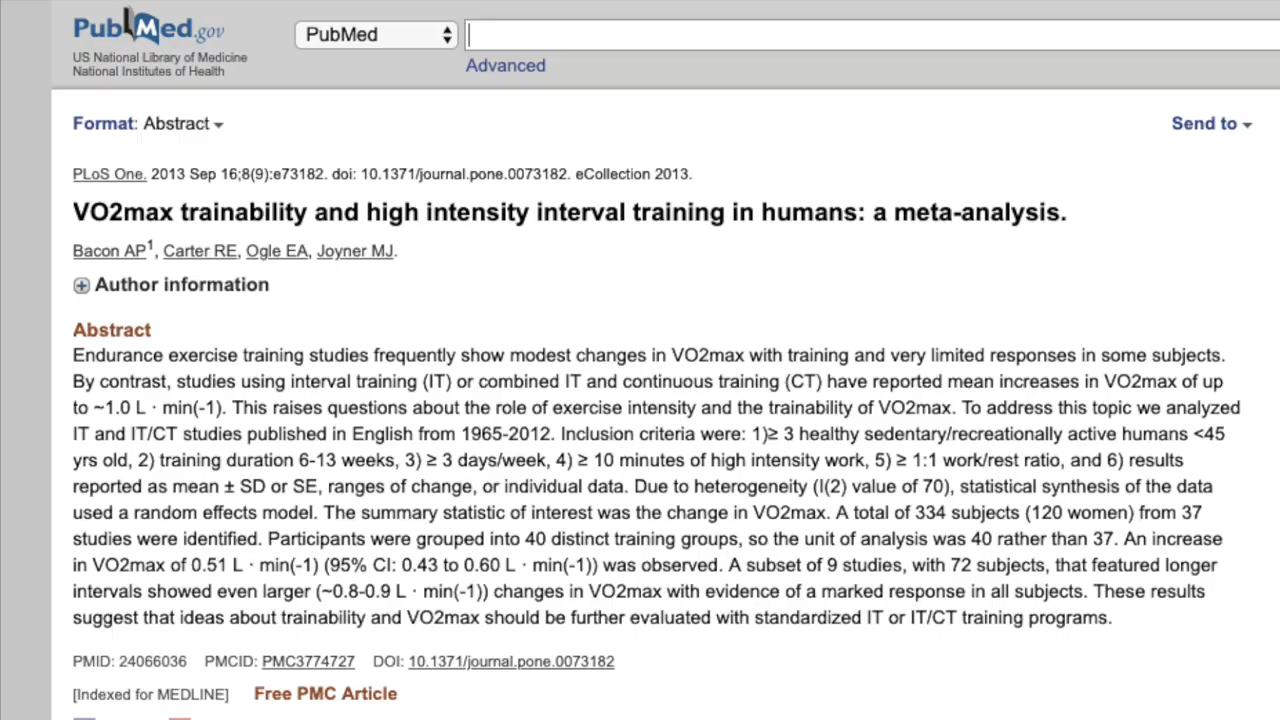 PubMed.gov
US National Library of Medicine
National Institutes of Health
PubMed
Advanced
Format: Abstract
Send to
PLoS One. 2013 Sep 16;8(9):e73182. doi: 10.1371/journal.pone.0073182. eCollection 2013.
VO2max trainability and high intensity interval training in humans: a meta-analysis.
Bacon AP1, Carter RE, Ogle EA, Joyner MJ.
Author information
Abstract
Endurance exercise training studies frequently show modest changes in VO2max with training and very limited responses in some subjects.
By contrast, studies using interval training (IT) or combined IT and continuous training (CT) have reported mean increases in VO2max of up
to ~1.0 L · min(-1). This raises questions about the role of exercise intensity and the trainability of VO2max. To address this topic we analyzed
IT and IT/CT studies published in English from 1965-2012. Inclusion criteria were: 1)≥ 3 healthy sedentary/recreationally active humans <45
yrs old, 2) training duration 6-13 weeks, 3) ≥ 3 days/week, 4) ≥ 10 minutes of high intensity work, 5) ≥ 1:1 work/rest ratio, and 6) results
reported as mean ± SD or SE, ranges of change, or individual data. Due to heterogeneity (I(2) value of 70), statistical synthesis of the data
used a random effects model. The summary statistic of interest was the change in VO2max. A total of 334 subjects (120 women) from 37
studies were identified. Participants were grouped into 40 distinct training groups, so the unit of analysis was 40 rather than 37. An increase
in VO2max of 0.51 L · min(-1) (95% CI: 0.43 to 0.60 L · min(-1)) was observed. A subset of 9 studies, with 72 subjects, that featured longer
intervals showed even larger (~0.8-0.9 L · min(-1)) changes in VO2max with evidence of a marked response in all subjects. These results
suggest that ideas about trainability and VO2max should be further evaluated with standardized IT or IT/CT training programs.
PMID: 24066036 PMCID: PMC3774727 DOI: 10.1371/journal.pone.0073182
[Indexed for MEDLINE] Free PMC Article